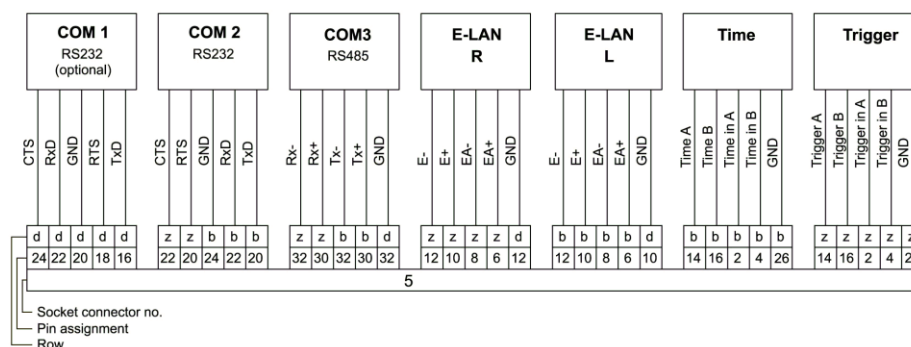 COM 1
RS232
(optional)
COM 2
RS232
COM3
RS485
E-LAN
R
E-LAN
L
Time
Trigger
CTS
RxD
GND
RTS
TxD
CTS
RTS
GND
RxD
TxD
Rx-
Rx+
Tx-
Tx+
GND
E-
E+
EA-
EA+
GND
E-
E+
EA-
EA+
GND
Time A
Time B
Time in A
Time in B
GND
Trigger A
Trigger B
Trigger in A
Trigger in B
GND
d d d d d z z b b b z z b b d z z z z d b b b b d b b b b b z z z z
24 22 20 18 16 22 20 24 22 20 32 30 32 30 32 12 10 8 6 12 12 10 8 6 10 14 16 2 4 26 14 16 2 4
5
Socket connector no.
Pin assignment
Row